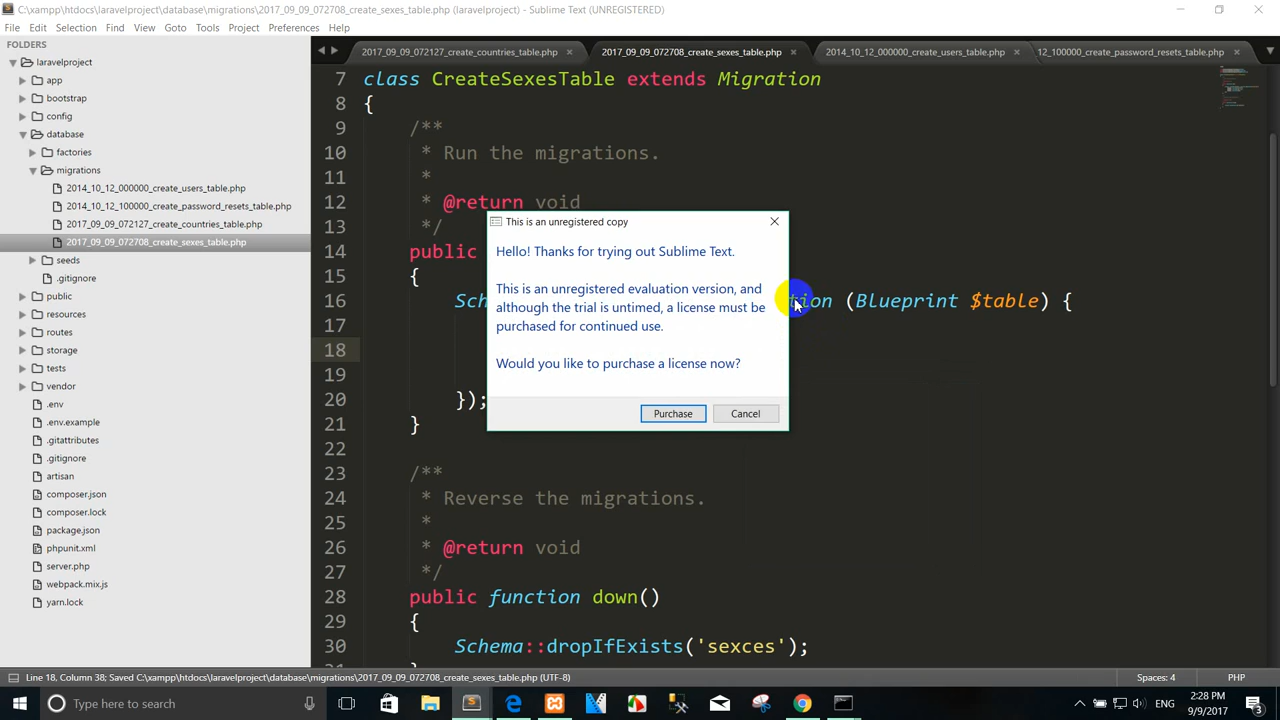 C:\xampp\htdocs\laravelproject\database\migrations\2017_09_09_072708_create_sexes_table.php (laravelproject) - Sublime Text (UNREGISTERED)
File Edit Selection Find View Goto Tools Project Preferences Help
FOLDERS
laravelproject
app
bootstrap
config
database
factories
migrations
2014_10_12_000000_create_users_table.php
2014_10_12_100000_create_password_resets_table.php
2017_09_09_072127_create_countries_table.php
2017_09_09_072708_create_sexes_table.php
seeds
.gitignore
public
resources
routes
storage
tests
vendor
.env
.env.example
.gitattributes
.gitignore
artisan
composer.json
composer.lock
package.json
phpunit.xml
server.php
webpack.mix.js
yarn.lock
2017_09_09_072127_create_countries_table.php
2017_09_09_072708_create_sexes_table.php
2014_10_12_000000_create_users_table.php
12_100000_create_password_resets_table.php
7 class CreateSexesTable extends Migration
8 {
9 /**
10 * Run the migrations.
11 *
12 * @return void
13 */
14 public
15 {
16 Sch tion (Blueprint $table) {
17
18
19
20 });
21 }
22
23 /**
24 * Reverse the migrations.
25 *
26 * @return void
27 */
28 public function down()
29 {
30 Schema::dropIfExists('sexces');
This is an unregistered copy
Hello! Thanks for trying out Sublime Text.
This is an unregistered evaluation version, and
although the trial is untimed, a license must be
purchased for continued use.
Would you like to purchase a license now?
Purchase Cancel
Line 18, Column 38; Saved C:\xampp\htdocs\laravelproject\database\migrations\2017_09_09_072708_create_sexes_table.php (UTF-8) Spaces: 4 PHP
Type here to search
ENG
2:28 PM
9/9/2017
3